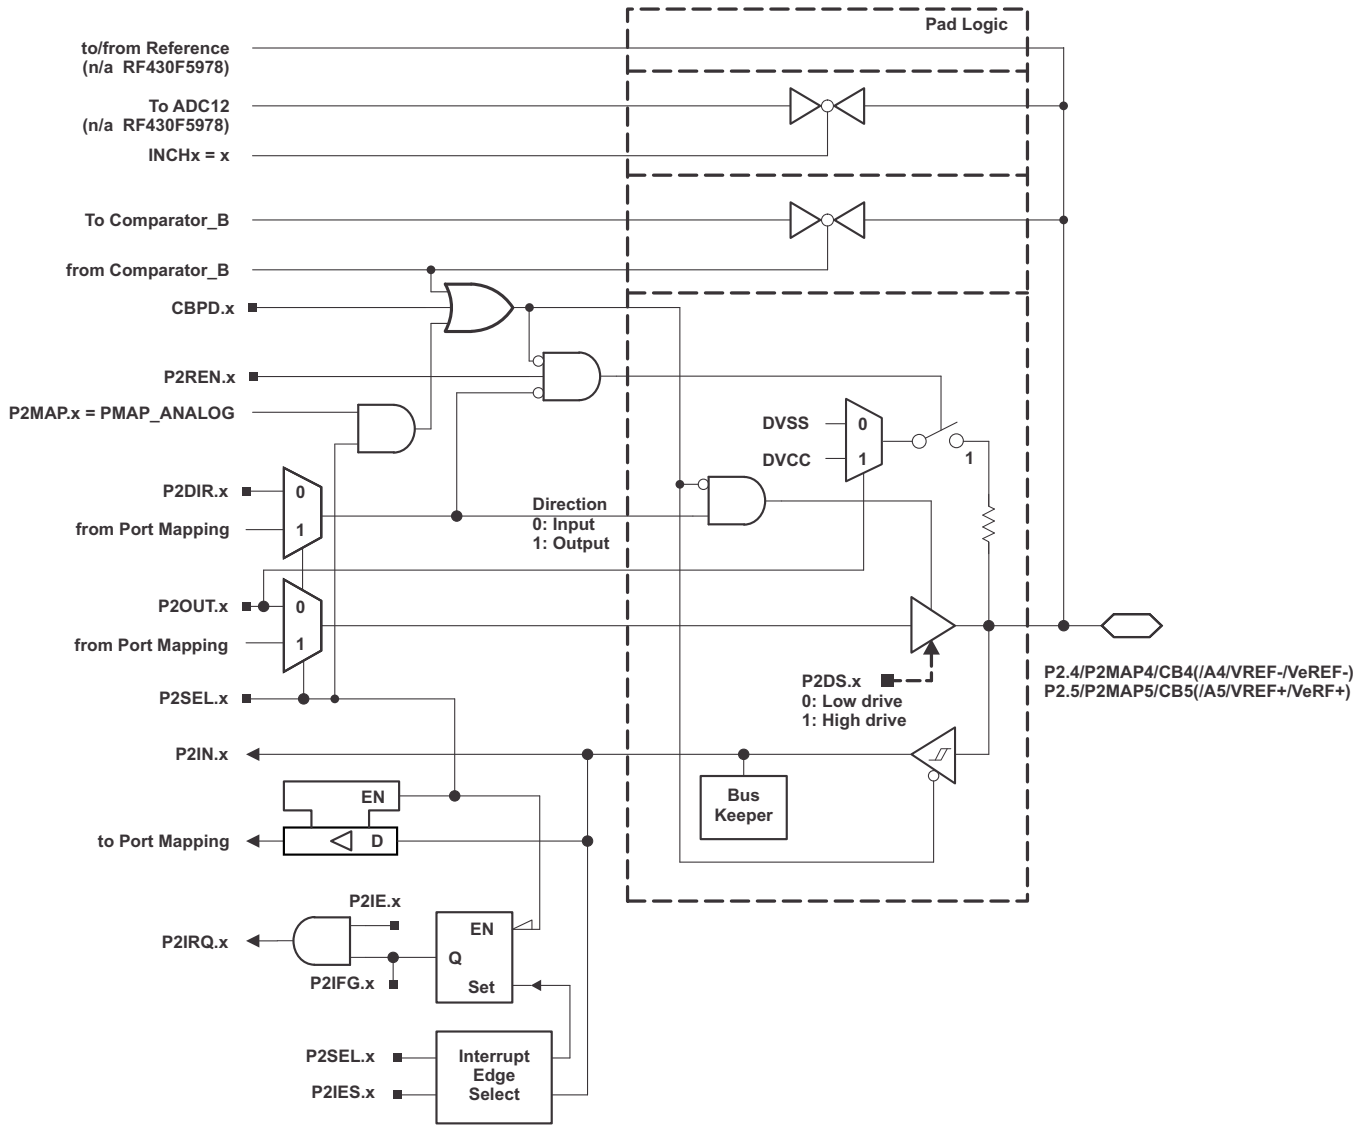 Pad Logic
to/from Reference
(n/a RF430F5978)
To ADC12
(n/a RF430F5978)
INCHx = x
To Comparator_B
from Comparator_B
CBPD.x
P2REN.x
P2MAP.x = PMAP_ANALOG
DVSS
0
DVCC
1
1
P2DIR.x
0
from Port Mapping
1
Direction
0: Input
1: Output
P2OUT.x
0
from Port Mapping
1
P2SEL.x
P2DS.x
0: Low drive
1: High drive
P2.4/P2MAP4/CB4(/A4/VREF-/VeREF-)
P2.5/P2MAP5/CB5(/A5/VREF+/VeRF+)
P2IN.x
Bus
Keeper
EN
to Port Mapping
D
P2IE.x
P2IRQ.x
EN
Q
P2IFG.x
Set
P2SEL.x
P2IES.x
Interrupt
Edge
Select